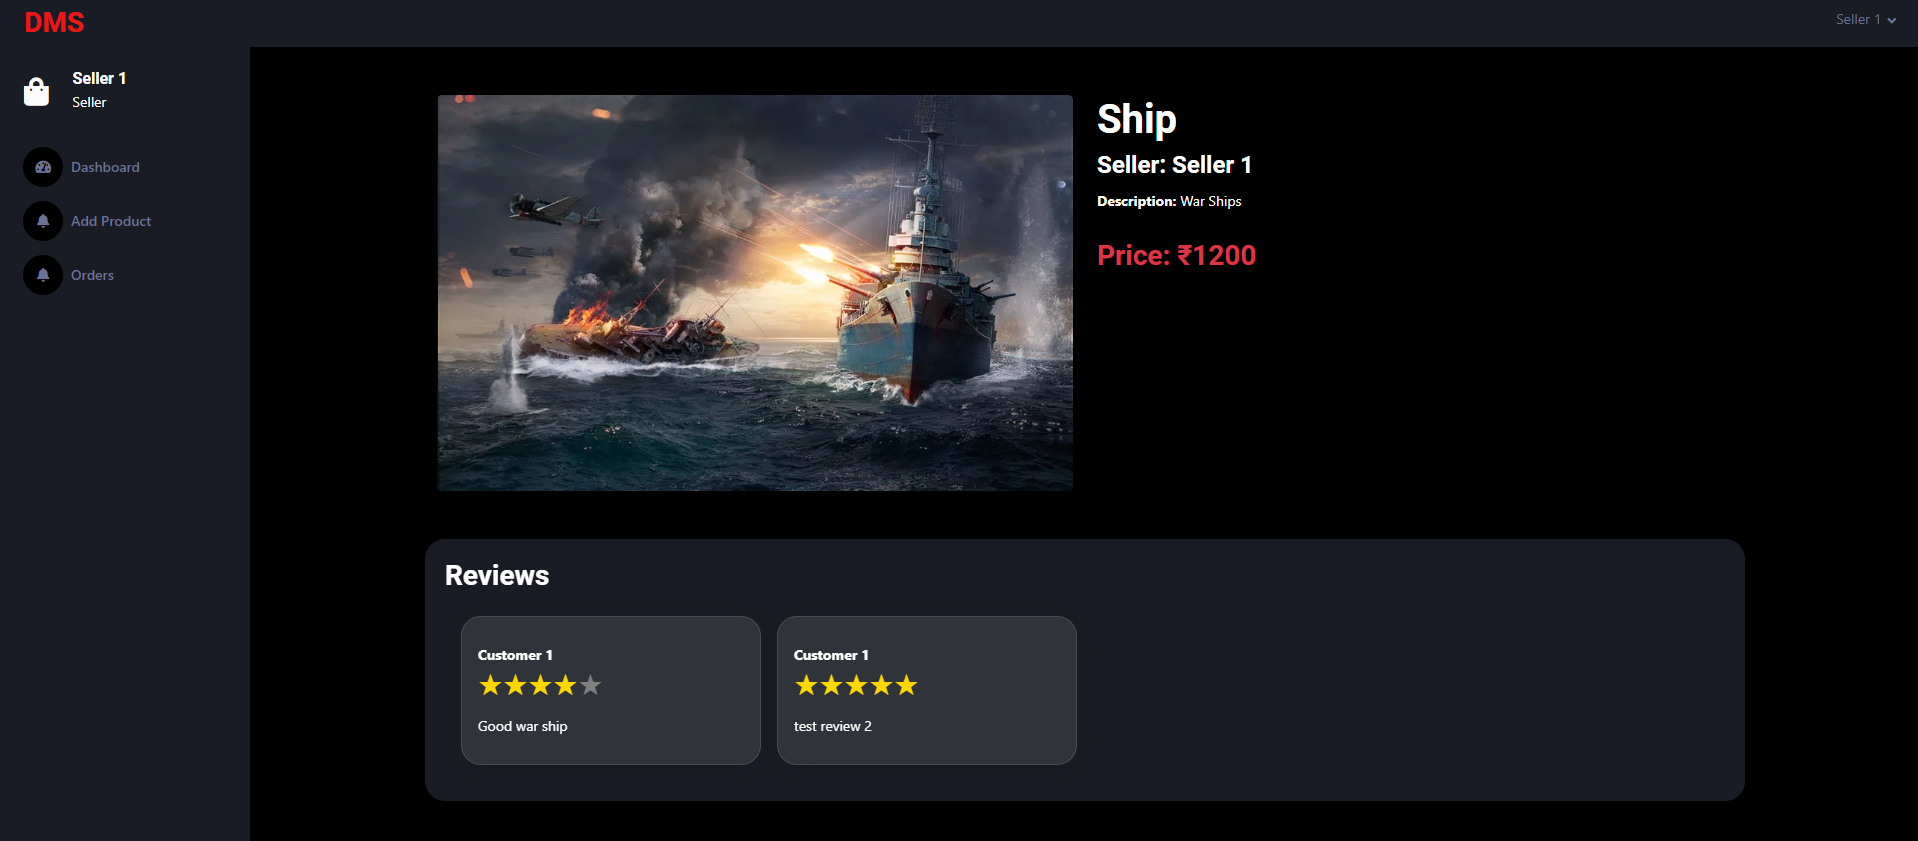 DMS
Seller 1
Seller 1
Seller
Dashboard
Add Product
Orders
Ship
Seller: Seller 1
Description: War Ships
Price: ₹1200
Reviews
Customer 1
Good war ship
Customer 1
test review 2